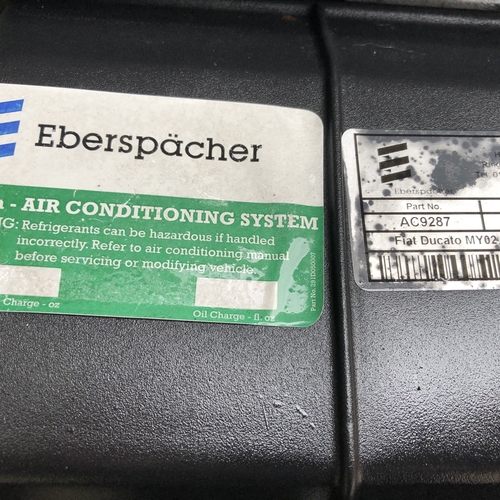 Eberspächer
- AIR CONDITIONING SYSTEM
NG: Refrigerants can be hazardous if handled
incorrectly. Refer to air conditioning manual
before servicing or modifying vehicle.
Charge - oz
Oil Charge - fl. oz
Eberspächer
Part No.
AC9287
Fiat Ducato MY02